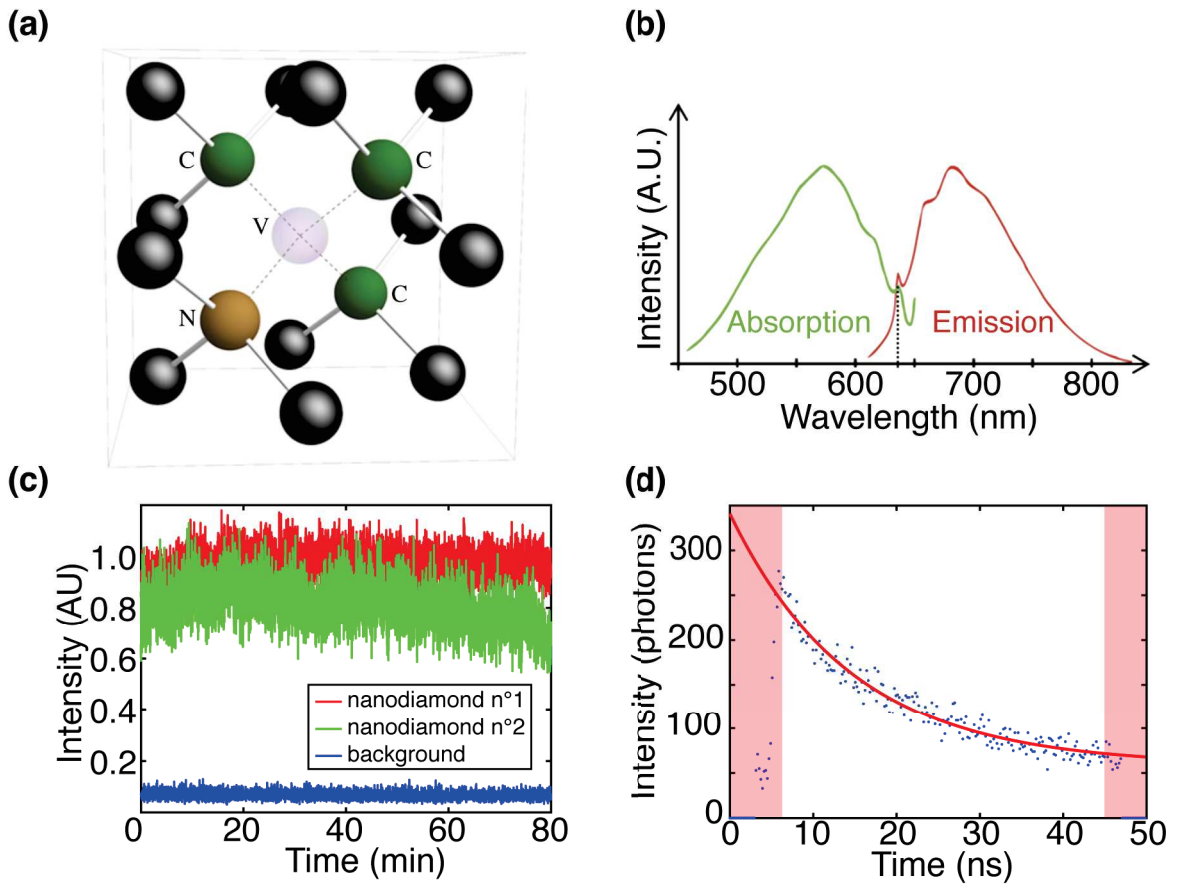 (a)
C
C
V
C
N
(b)
Intensity (A.U.)
Absorption
Emission
500 600 700 800
Wavelength (nm)
(c)
Intensity (AU)
1.0
0.8
0.6
0.4
0.2
nanodiamond n°1
nanodiamond n°2
background
0 20 40 60 80
Time (min)
(d)
Intensity (photons)
300
200
100
0
0 10 20 30 40 50
Time (ns)